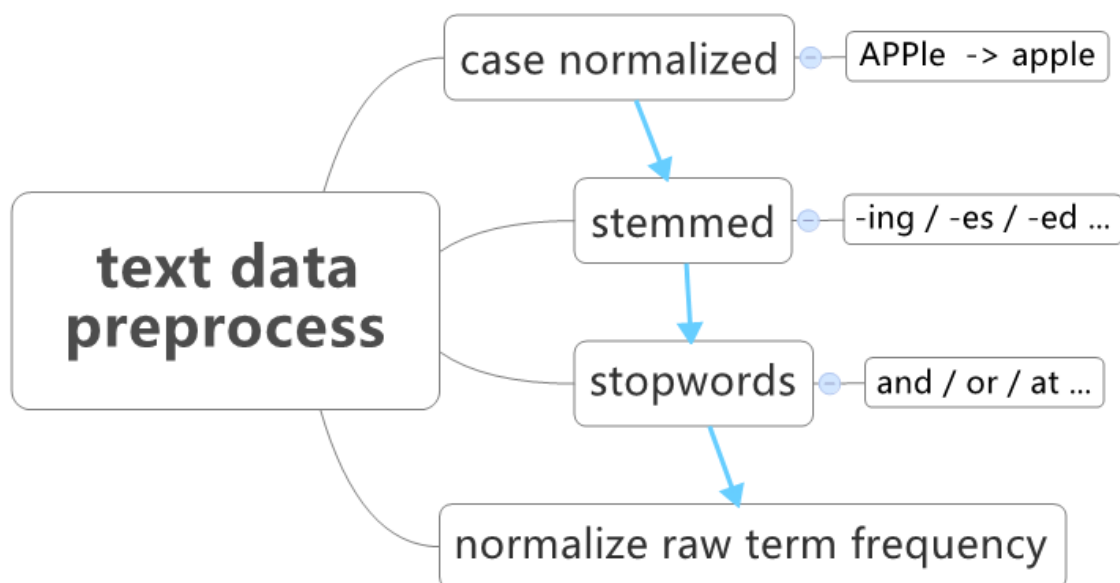 case normalized
APPle -> apple
stemmed
-ing / -es / -ed ...
text data
preprocess
stopwords
and / or / at ...
normalize raw term frequency